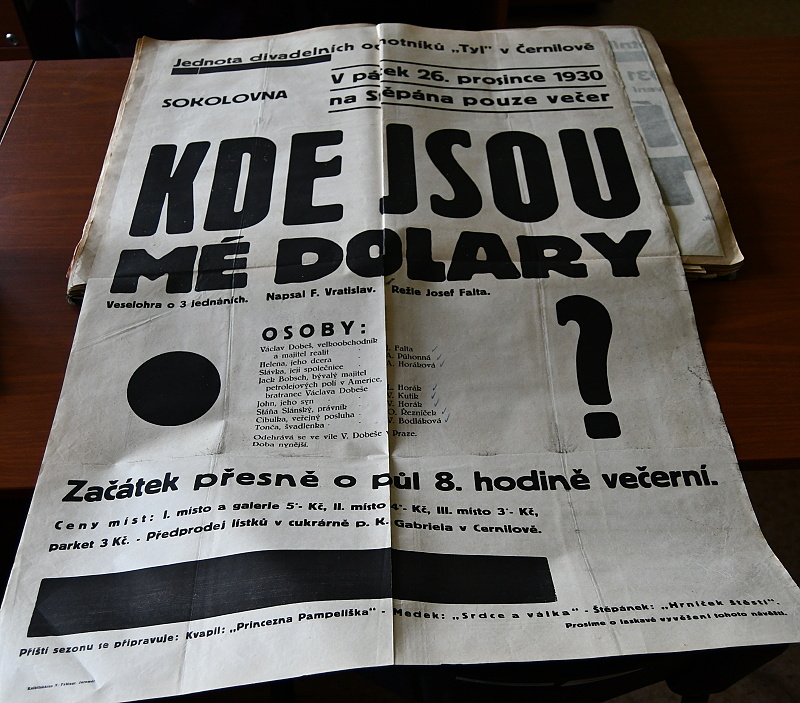 Jednota divadelních ochotníků „Tyl" v Černilově
SOKOLOVNA
V pátek 26. prosince 1930
na Štěpána pouze večer
KDE JSOU
MÉ DOLARY
?
Veselohra o 3 jednáních. Napsal F. Vratislav. Režie Josef Falta.
OSOBY:
Václav Dobeš, velkoobchodník
a majitel realit . Falta
Helena, jeho dcera A. Půhonná
Slávka, její společnice A. Horáková
Jack Bobsch, bývalý majitel
petrolejových polí v Americe,
bratranec Václava Dobeše . Horák
John, jeho syn V. Kutík
Stáňa Slánský, právník V. Horák
Cibulka, veřejný posluha O. Řezníček
Tonča, švadlenka V. Bodláková
Odehrává se ve vile V. Dobeše v Praze.
Doba nynější.
Začátek přesně o půl 8. hodině večerní.
Ceny míst: I. místo a galerie 5·- Kč, II. místo 4·- Kč, III. místo 3·- Kč,
parket 3 Kč. - Předprodej lístků v cukrárně p. K. Gabriela v Černilově.
Příští sezonu se připravuje: Kvapil: „Princezna Pampeliška" - Medek: „Srdce a válka" - Štěpánek: „Hrníček štěstí".
Prosíme o laskavé vyvěšení tohoto návěští.